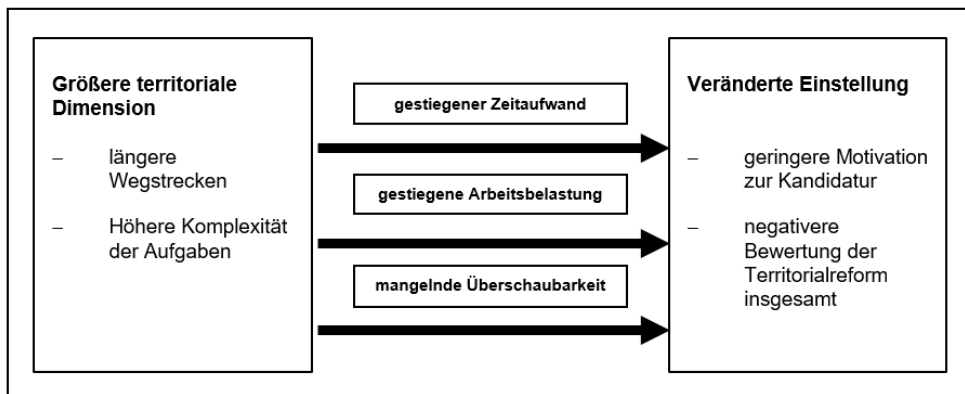 Größere territoriale
Dimension
– längere
Wegstrecken
– Höhere Komplexität
der Aufgaben
gestiegener Zeitaufwand
gestiegene Arbeitsbelastung
mangelnde Überschaubarkeit
Veränderte Einstellung
– geringere Motivation
zur Kandidatur
– negativere
Bewertung der
Territorialreform
insgesamt